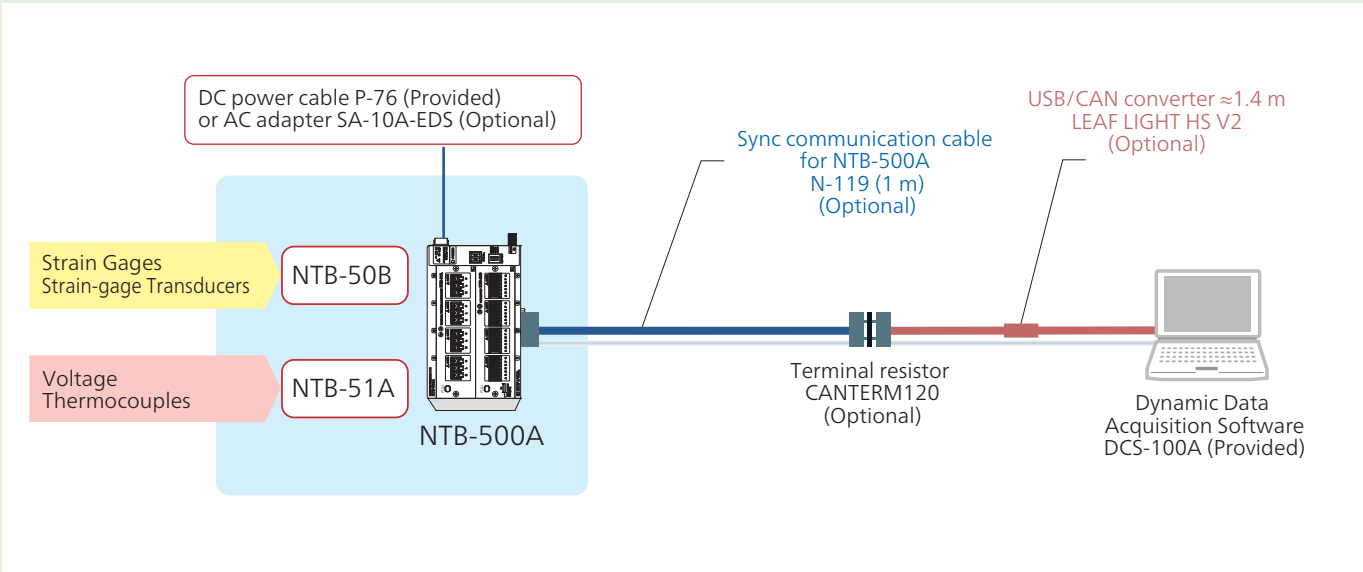 DC power cable P-76 (Provided)
or AC adapter SA-10A-EDS (Optional)
USB/CAN converter ≈1.4 m
LEAF LIGHT HS V2
(Optional)
Sync communication cable
for NTB-500A
N-119 (1 m)
(Optional)
Strain Gages
Strain-gage Transducers
NTB-50B
Voltage
Thermocouples
NTB-51A
NTB-500A
Terminal resistor
CANTERM120
(Optional)
Dynamic Data
Acquisition Software
DCS-100A (Provided)